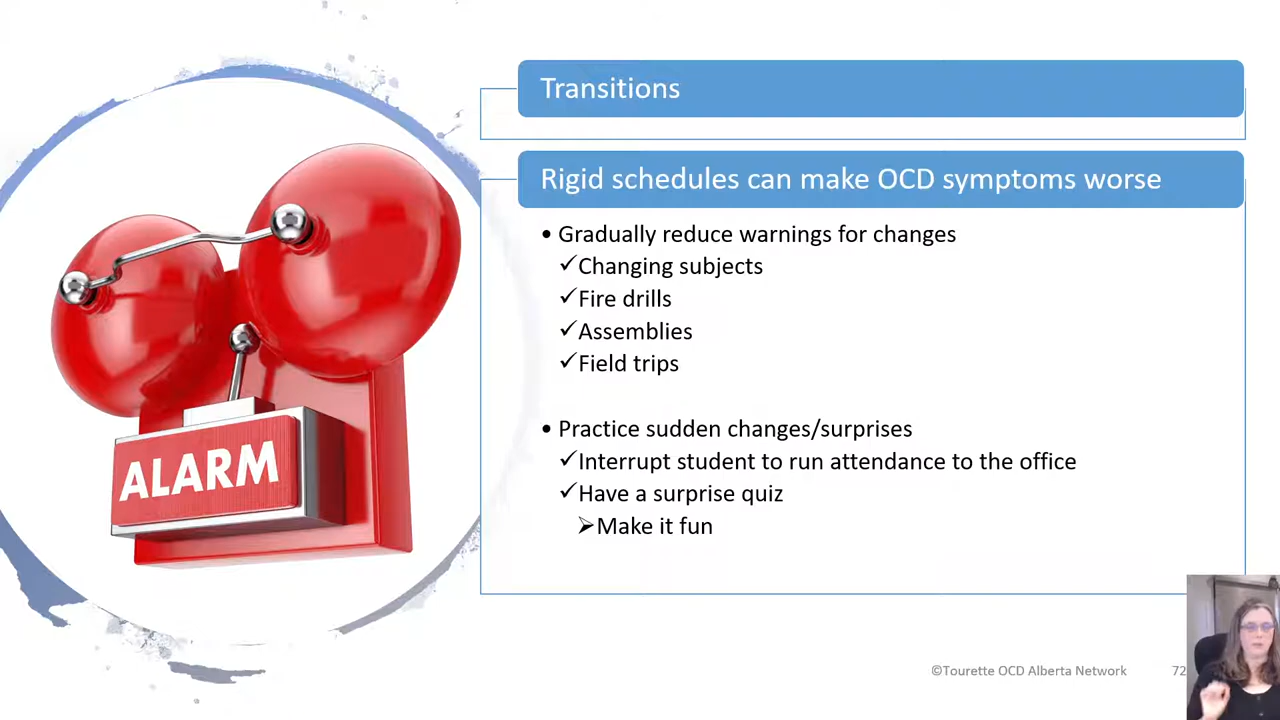 Transitions
Rigid schedules can make OCD symptoms worse
• Gradually reduce warnings for changes
✓Changing subjects
✓Fire drills
✓Assemblies
✓Field trips
• Practice sudden changes/surprises
✓Interrupt student to run attendance to the office
✓Have a surprise quiz
➢Make it fun
ALARM
©Tourette OCD Alberta Network
72